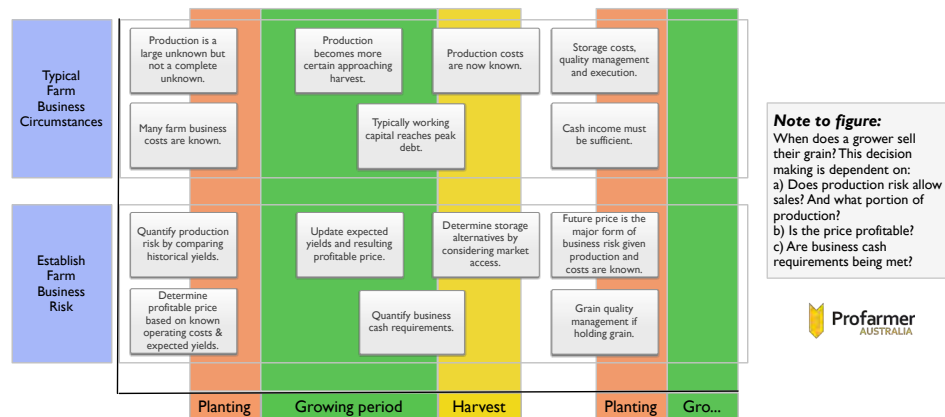 Typical
Farm
Business
Circumstances
Production is a
large unknown but
not a complete
unknown.
Production
becomes more
certain approaching
harvest.
Production costs
are now known.
Storage costs,
quality management
and execution.
Many farm business
costs are known.
Typically working
capital reaches peak
debt.
Cash income must
be sufficient.
Establish
Farm
Business
Risk
Quantify production
risk by comparing
historical yields.
Update expected
yields and resulting
profitable price.
Determine storage
alternatives by
considering market
access.
Future price is the
major form of
business risk given
production and
costs are known.
Determine
profitable price
based on known
operating costs &
expected yields.
Quantify business
cash requirements.
Grain quality
management if
holding grain.
Planting
Growing period
Harvest
Planting
Gro...
Note to figure:
When does a grower sell
their grain? This decision
making is dependent on:
a) Does production risk allow
sales? And what portion of
production?
b) Is the price profitable?
c) Are business cash
requirements being met?
Profarmer
AUSTRALIA